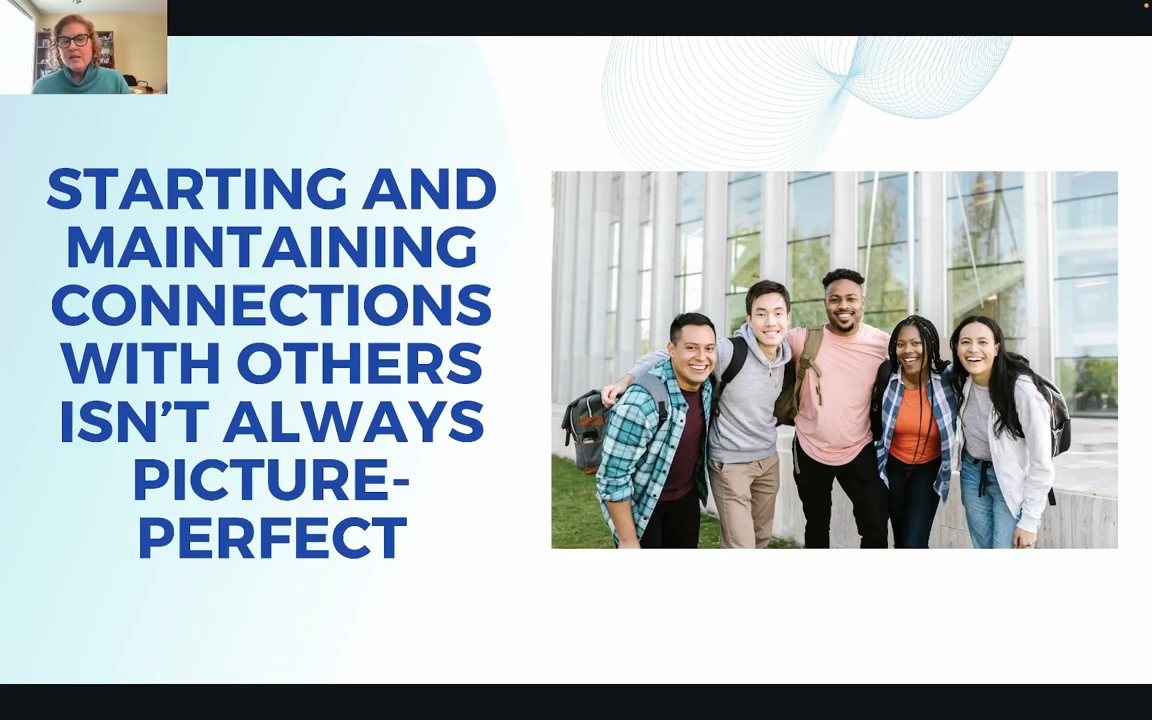 STARTING AND
MAINTAINING
CONNECTIONS
WITH OTHERS
ISN’T ALWAYS
PICTURE-
PERFECT